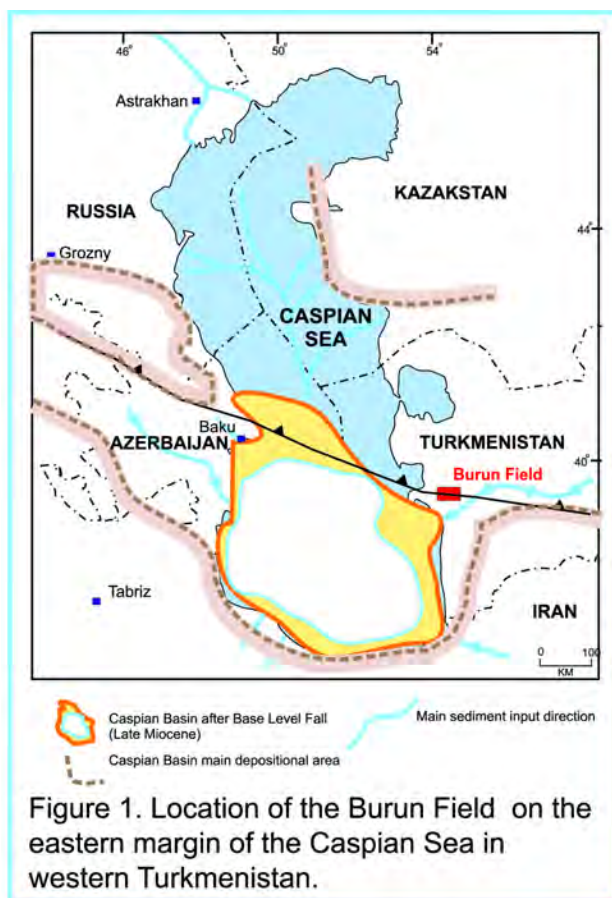 46°
50°
54°
Astrakhan
KAZAKSTAN
RUSSIA
44°
Grozny
CASPIAN
SEA
Baku
AZERBAIJAN
TURKMENISTAN
40°
Burun Field
Tabriz
IRAN
0 100
KM
Caspian Basin after Base Level Fall
(Late Miocene)
Main sediment input direction
Caspian Basin main depositional area
Figure 1. Location of the Burun Field on the
eastern margin of the Caspian Sea in
western Turkmenistan.